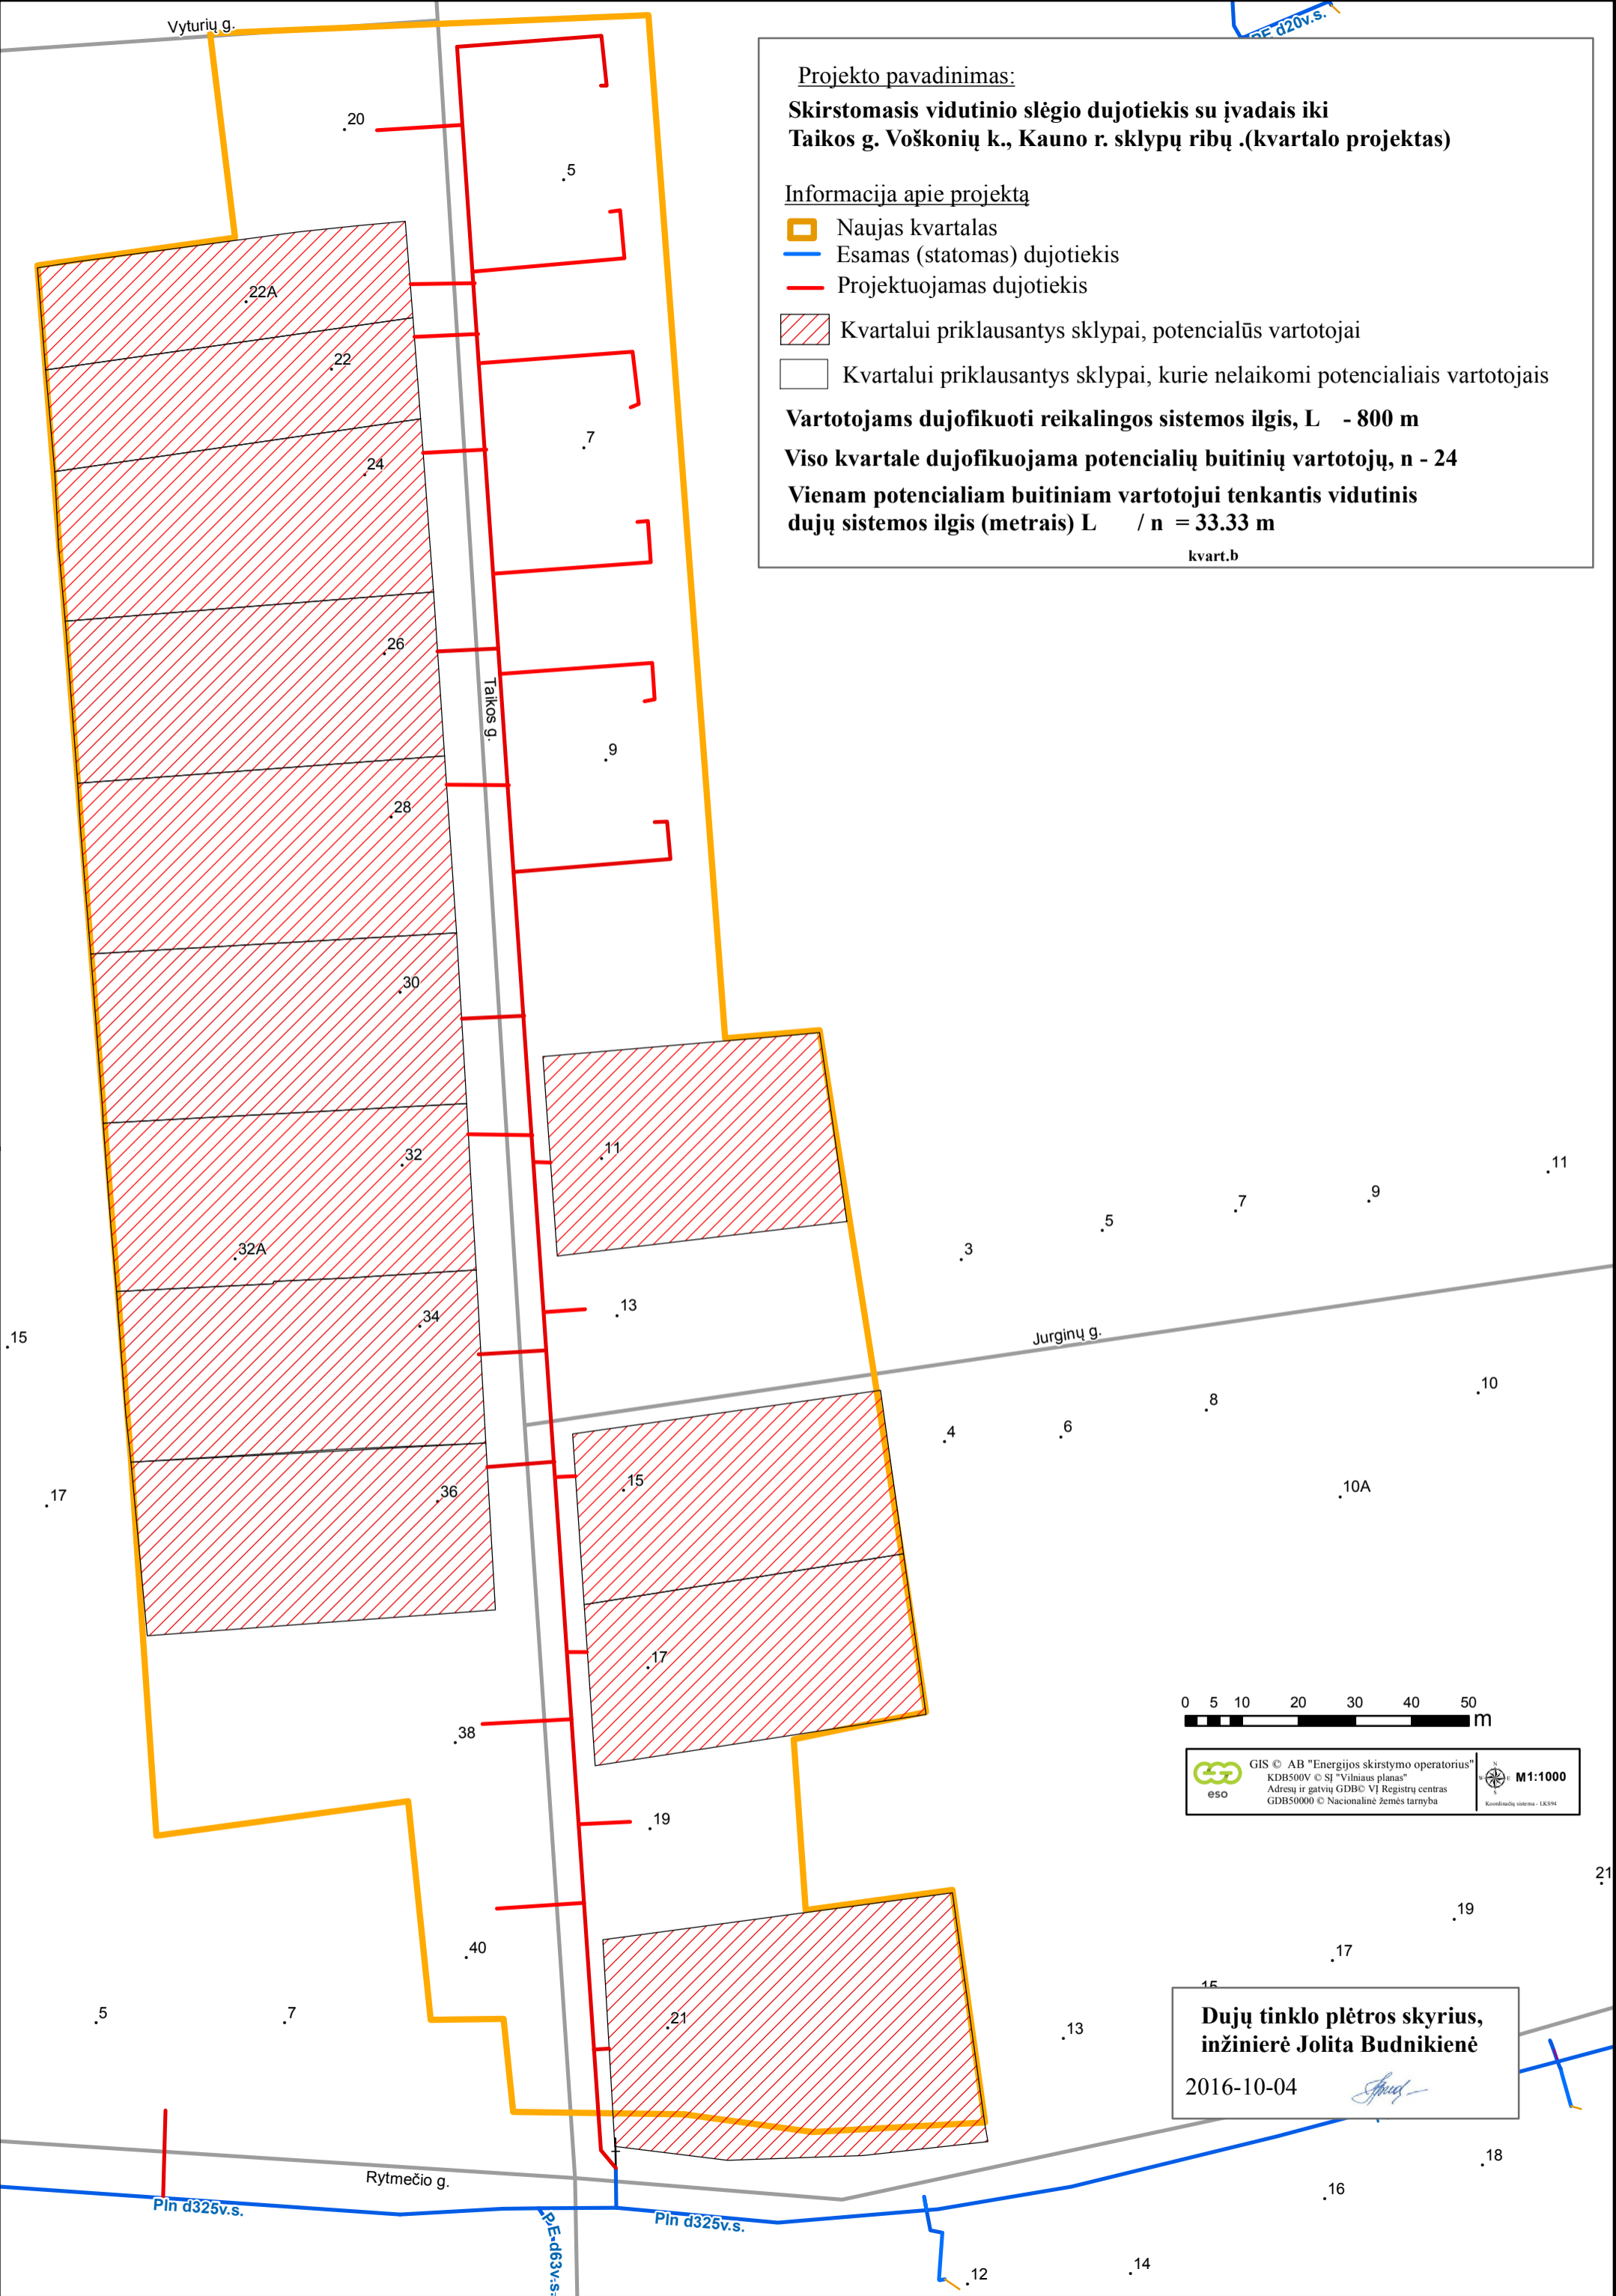 Vyturių g.
PE d20v.s.
Projekto pavadinimas:
Skirstomasis vidutinio slėgio dujotiekis su įvadais iki
Taikos g. Voškonių k., Kauno r. sklypų ribų .(kvartalo projektas)
Informacija apie projektą
Naujas kvartalas
Esamas (statomas) dujotiekis
Projektuojamas dujotiekis
Kvartalui priklausantys sklypai, potencialūs vartotojai
Kvartalui priklausantys sklypai, kurie nelaikomi potencialiais vartotojais
Vartotojams dujofikuoti reikalingos sistemos ilgis, L - 800 m
Viso kvartale dujofikuojama potencialių buitinių vartotojų, n - 24
Vienam potencialiam buitiniam vartotojui tenkantis vidutinis
dujų sistemos ilgis (metrais) L / n = 33.33 m
kvart.b
20
5
22A
22
7
24
26
Taikos g.
9
28
30
11
32
11
9
7
5
3
32A
13
34
15
Jurginų g.
10
8
6
4
15
10A
36
17
17
38
0 5 10 20 30 40 50
m
GIS © AB "Energijos skirstymo operatorius"
KDB500V © SĮ "Vilniaus planas"
Adresų ir gatvių GDB© VĮ Registrų centras
GDB50000 © Nacionalinė žemės tarnyba
eso
N
W
E
S
M1:1000
Koordinačių sistema - LKS94
19
21
19
40
17
15
5
7
21
13
Dujų tinklo plėtros skyrius,
inžinierė Jolita Budnikienė
2016-10-04
Rytmečio g.
18
16
Pln d325v.s.
Pln d325v.s.
PE d63v.s.
14
12